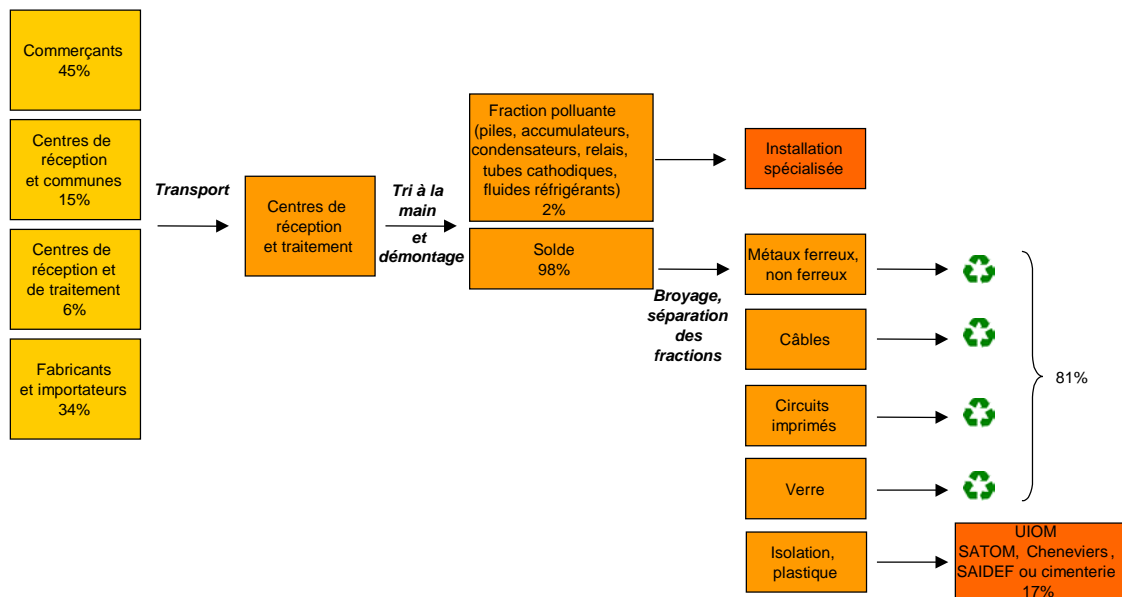 Commerçants
45%
Centres de
réception
et communes
15%
Centres de
réception et
de traitement
6%
Fabricants
et importateurs
34%
Transport
Centres de
réception
et traitement
Tri à la
main
et
démontage
Fraction polluante
(piles, accumulateurs,
condensateurs, relais,
tubes cathodiques,
fluides réfrigérants)
2%
Solde
98%
Broyage,
séparation
des
fractions
Installation
spécialisée
Métaux ferreux,
non ferreux
Câbles
Circuits
imprimés
Verre
Isolation,
plastique
81%
UIOM
SATOM, Cheneviers,
SAIDEF ou cimenterie
17%